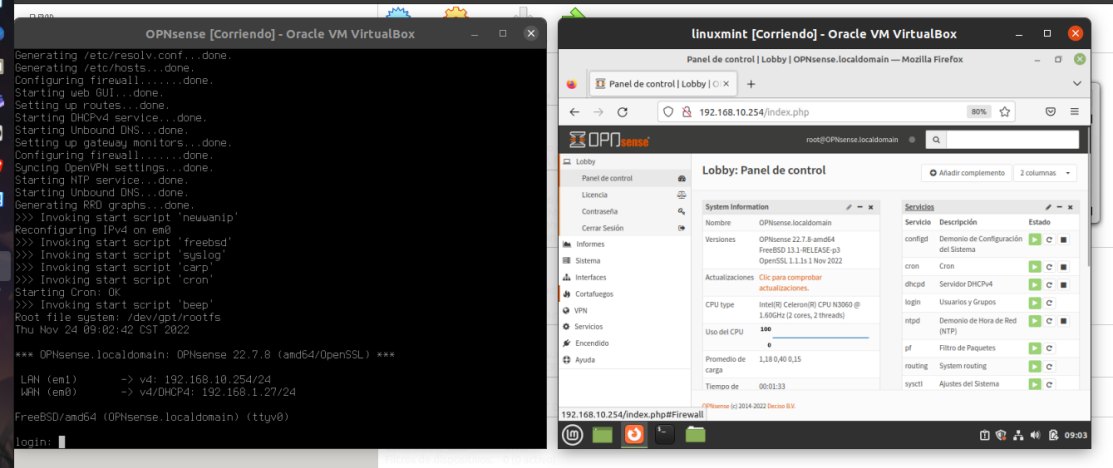 OPNsense [Corriendo] - Oracle VM VirtualBox
Generating /etc/resolv.conf...done.
Generating /etc/hosts...done.
Configuring firewall.......done.
Starting web GUI...done.
Setting up routes...done.
Starting DHCPv4 service...done.
Starting Unbound DNS...done.
Setting up gateway monitors...done.
Configuring firewall.......done.
Syncing OpenVPN settings...done.
Starting NTP service...done.
Starting Unbound DNS...done.
Generating RRD graphs...done.
>>> Invoking start script 'newwanip'
Reconfiguring IPv4 on em0
>>> Invoking start script 'freebsd'
>>> Invoking start script 'syslog'
>>> Invoking start script 'carp'
>>> Invoking start script 'cron'
Starting Cron: OK
>>> Invoking start script 'beep'
Root file system: /dev/gpt/rootfs
Thu Nov 24 09:02:42 CST 2022
*** OPNsense.localdomain: OPNsense 22.7.8 (amd64/OpenSSL) ***
LAN (em1) -> v4: 192.168.10.254/24
WAN (em0) -> v4/DHCP4: 192.168.1.27/24
FreeBSD/amd64 (OPNsense.localdomain) (ttyv0)
login:
linuxmint [Corriendo] - Oracle VM VirtualBox
Panel de control | Lobby | OPNsense.localdomain — Mozilla Firefox
Panel de control | Lobby | O
192.168.10.254/index.php
80%
OPNsense
root@OPNsense.localdomain
Lobby
Panel de control
Licencia
Contraseña
Cerrar Sesión
Informes
Sistema
Interfaces
Cortafuegos
VPN
Servicios
Encendido
Ayuda
Lobby: Panel de control
Añadir complemento
2 columnas
System Information
Nombre OPNsense.localdomain
Versiones OPNsense 22.7.8-amd64
FreeBSD 13.1-RELEASE-p3
OpenSSL 1.1.1s 1 Nov 2022
Actualizaciones Clic para comprobar
actualizaciones.
CPU type Intel(R) Celeron(R) CPU N3060 @
1.60GHz (2 cores, 2 threads)
Uso del CPU 100
0
Promedio de 1,18 0,40 0,15
carga
Tiempo de 00:01:33
Servicios
Servicio Descripción Estado
configd Demonio de Configuración
del Sistema
cron Cron
dhcpd Servidor DHCPv4
login Usuarios y Grupos
ntpd Demonio de Hora de Red
(NTP)
pf Filtro de Paquetes
routing System routing
sysctl Ajustes del Sistema
OPNsense (c) 2014-2022 Deciso B.V.
192.168.10.254/index.php#Firewall
09:03